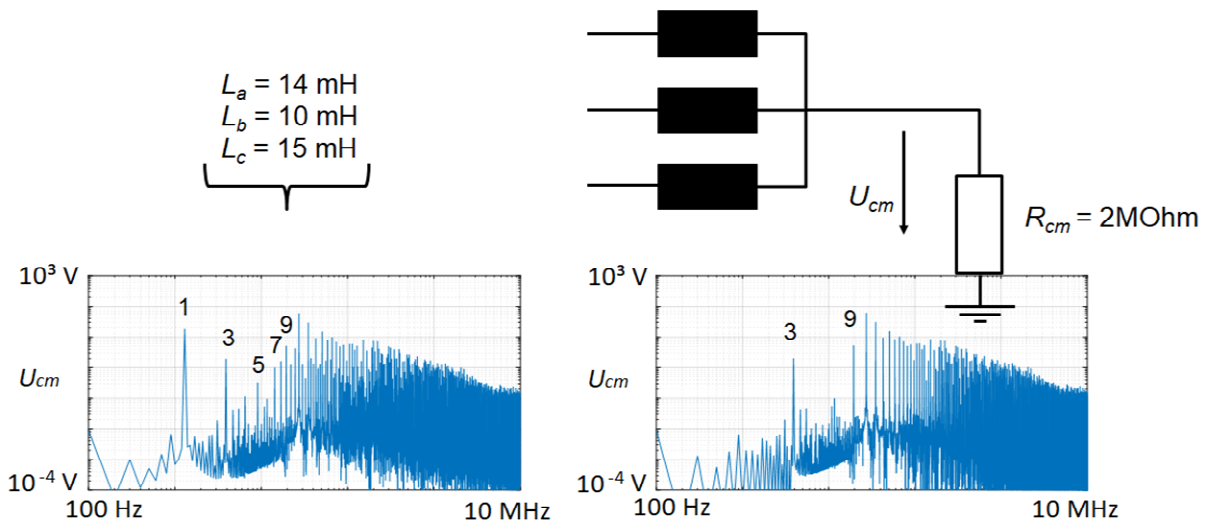 La = 14 mH
Lb = 10 mH
Lc = 15 mH
Ucm
Rcm = 2MOhm
10³ V
1
3
5
7
9
Ucm
10⁻⁴ V
100 Hz
10 MHz
10³ V
3
9
Ucm
10⁻⁴ V
100 Hz
10 MHz